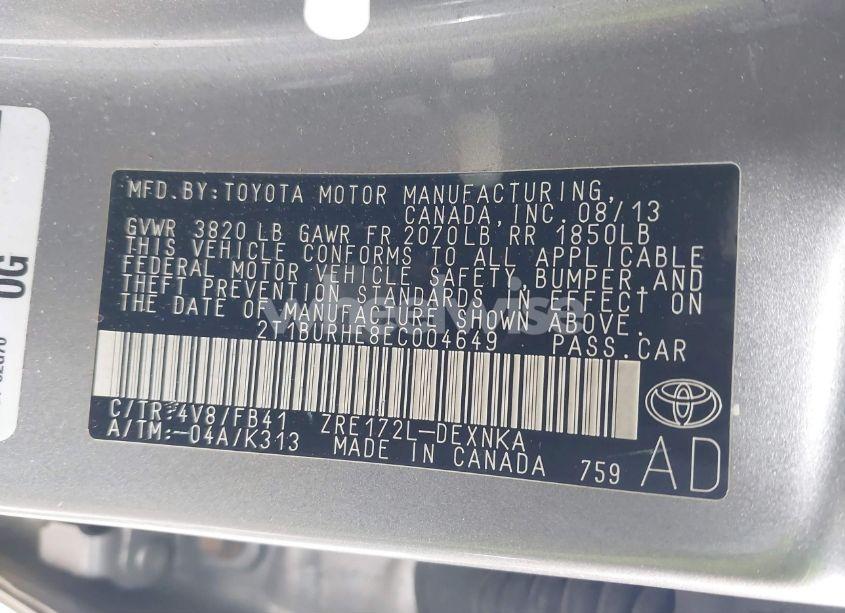 MFD.BY:TOYOTA MOTOR MANUFACTURING,
CANADA,INC. 08/13
GVWR 3820 LB GAWR FR 2070LB RR 1850LB
THIS VEHICLE CONFORMS TO ALL APPLICABLE
FEDERAL MOTOR VEHICLE SAFETY, BUMPER, AND
THEFT PREVENTION STANDARDS IN EFFECT ON
THE DATE OF MANUFACTURE SHOWN ABOVE.
wheelwise
PASS.CAR
C/TR:4V8/FB41 ZRE172L-DEXNKA
A/TM:-04A/K313 MADE IN CANADA 759
AD
0G